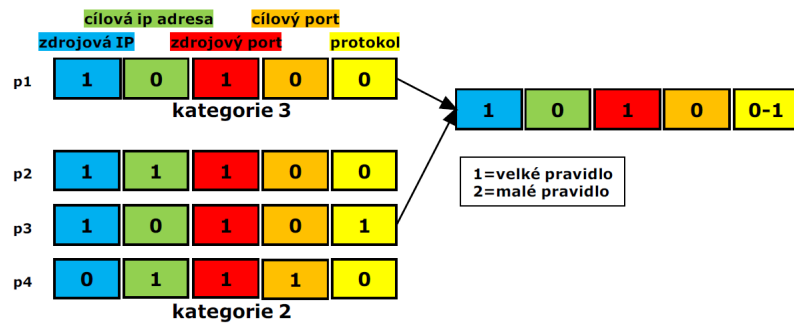 cílová ip adresa cílový port
zdrojová IP zdrojový port protokol
p1 1 0 1 0 0
kategorie 3
1 0 1 0 0-1
p2 1 1 1 0 0
1=velké pravidlo
2=malé pravidlo
p3 1 0 1 0 1
p4 0 1 1 1 0
kategorie 2